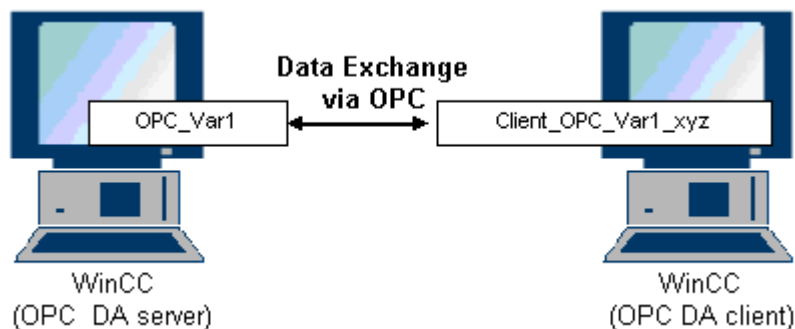 Data Exchange
via OPC
OPC_Var1
Client_OPC_Var1_xyz
WinCC
(OPC DA server)
WinCC
(OPC DA client)